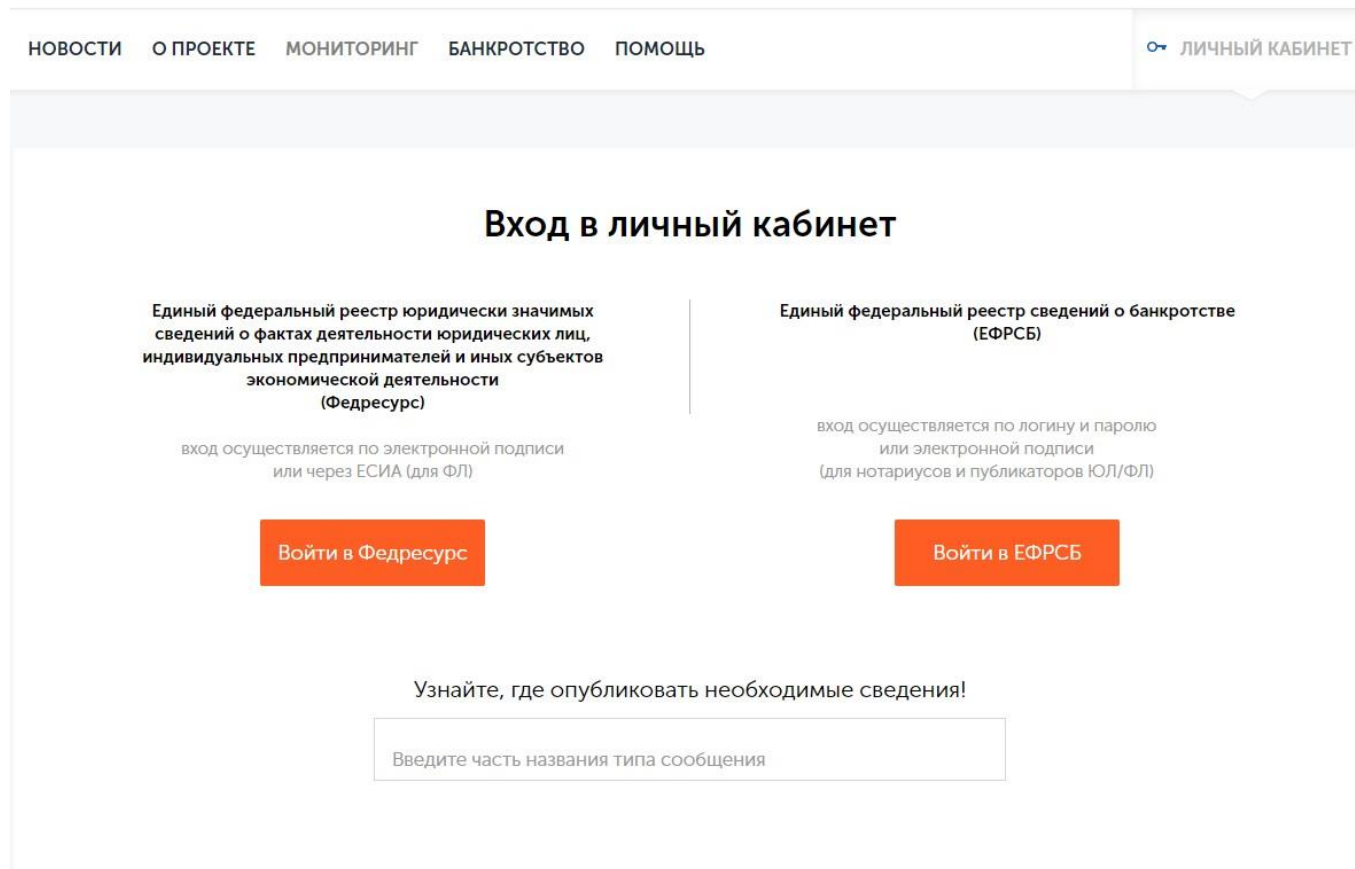 НОВОСТИ О ПРОЕКТЕ МОНИТОРИНГ БАНКРОТСТВО ПОМОЩЬ ЛИЧНЫЙ КАБИНЕТ
Вход в личный кабинет
Единый федеральный реестр юридически значимых
сведений о фактах деятельности юридических лиц,
индивидуальных предпринимателей и иных субъектов
экономической деятельности
(Федресурс)
вход осуществляется по электронной подписи
или через ЕСИА (для ФЛ)
Войти в Федресурс
Единый федеральный реестр сведений о банкротстве
(ЕФРСБ)
вход осуществляется по логину и паролю
или электронной подписи
(для нотариусов и публикаторов ЮЛ/ФЛ)
Войти в ЕФРСБ
Узнайте, где опубликовать необходимые сведения!
Введите часть названия типа сообщения